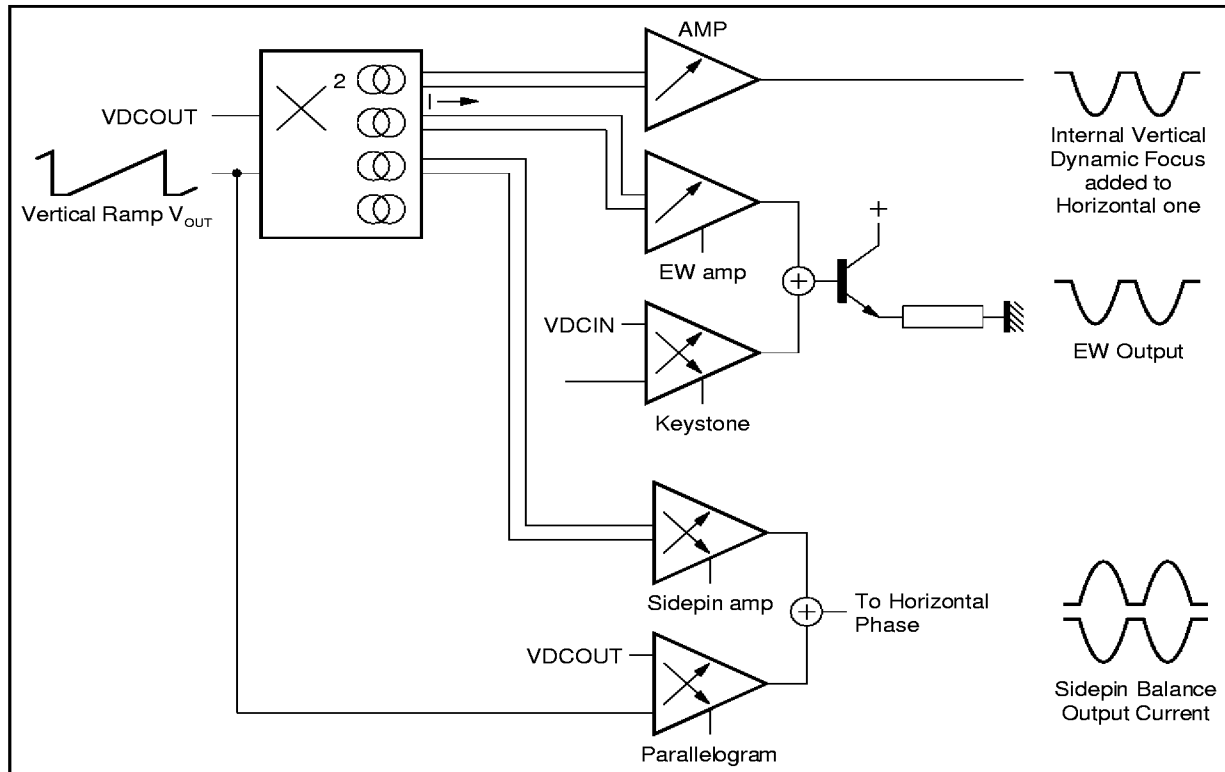 AMP
2
I
VDCOUT
Vertical Ramp VOUT
Internal Vertical
Dynamic Focus
added to
Horizontal one
EW amp
+
+
VDCIN
EW Output
Keystone
Sidepin amp
+
To Horizontal
Phase
VDCOUT
Sidepin Balance
Output Current
Parallelogram